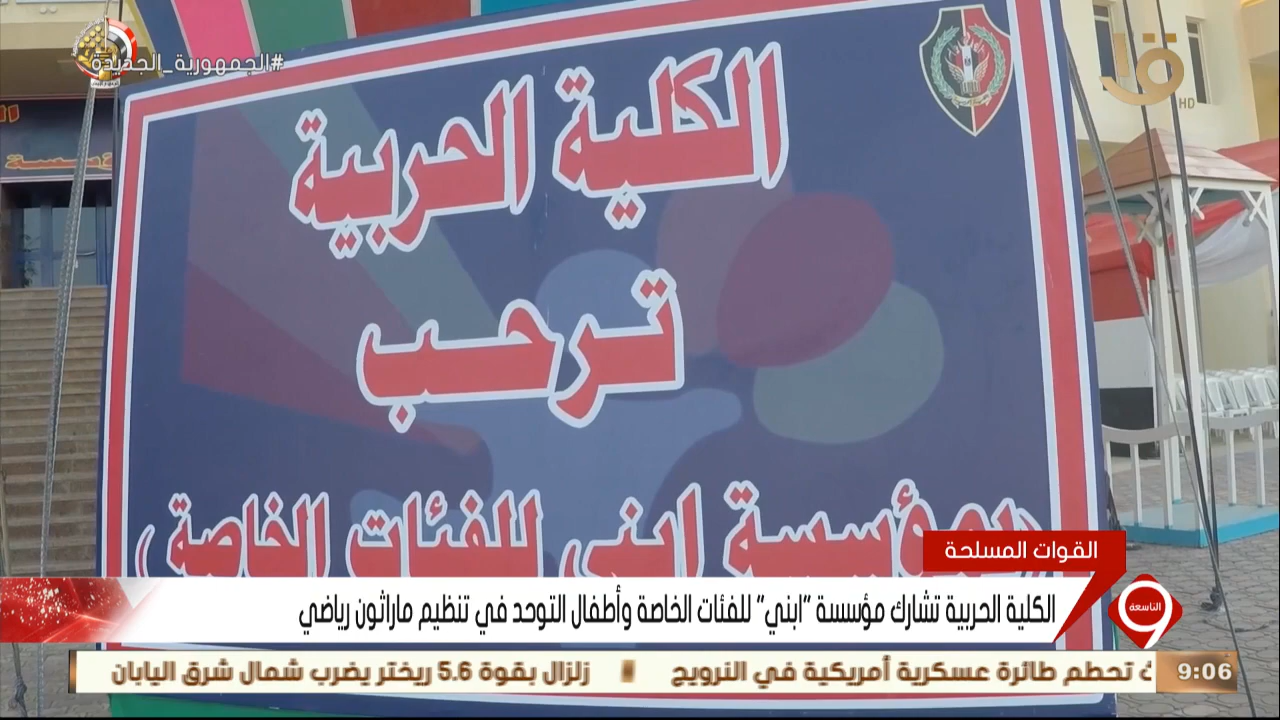 #الجمهورية_الجديدة
HD
الكلية الحربية
ترحب
بمؤسسة ابني للفئات الخاصة
القوات المسلحة
التاسعة
الكلية الحربية تشارك مؤسسة "ابني" للفئات الخاصة وأطفال التوحد في تنظيم ماراثون رياضي
9:06
تحطم طائرة عسكرية أمريكية في النرويج
زلزال بقوة 5.6 ريختر يضرب شمال شرق اليابان